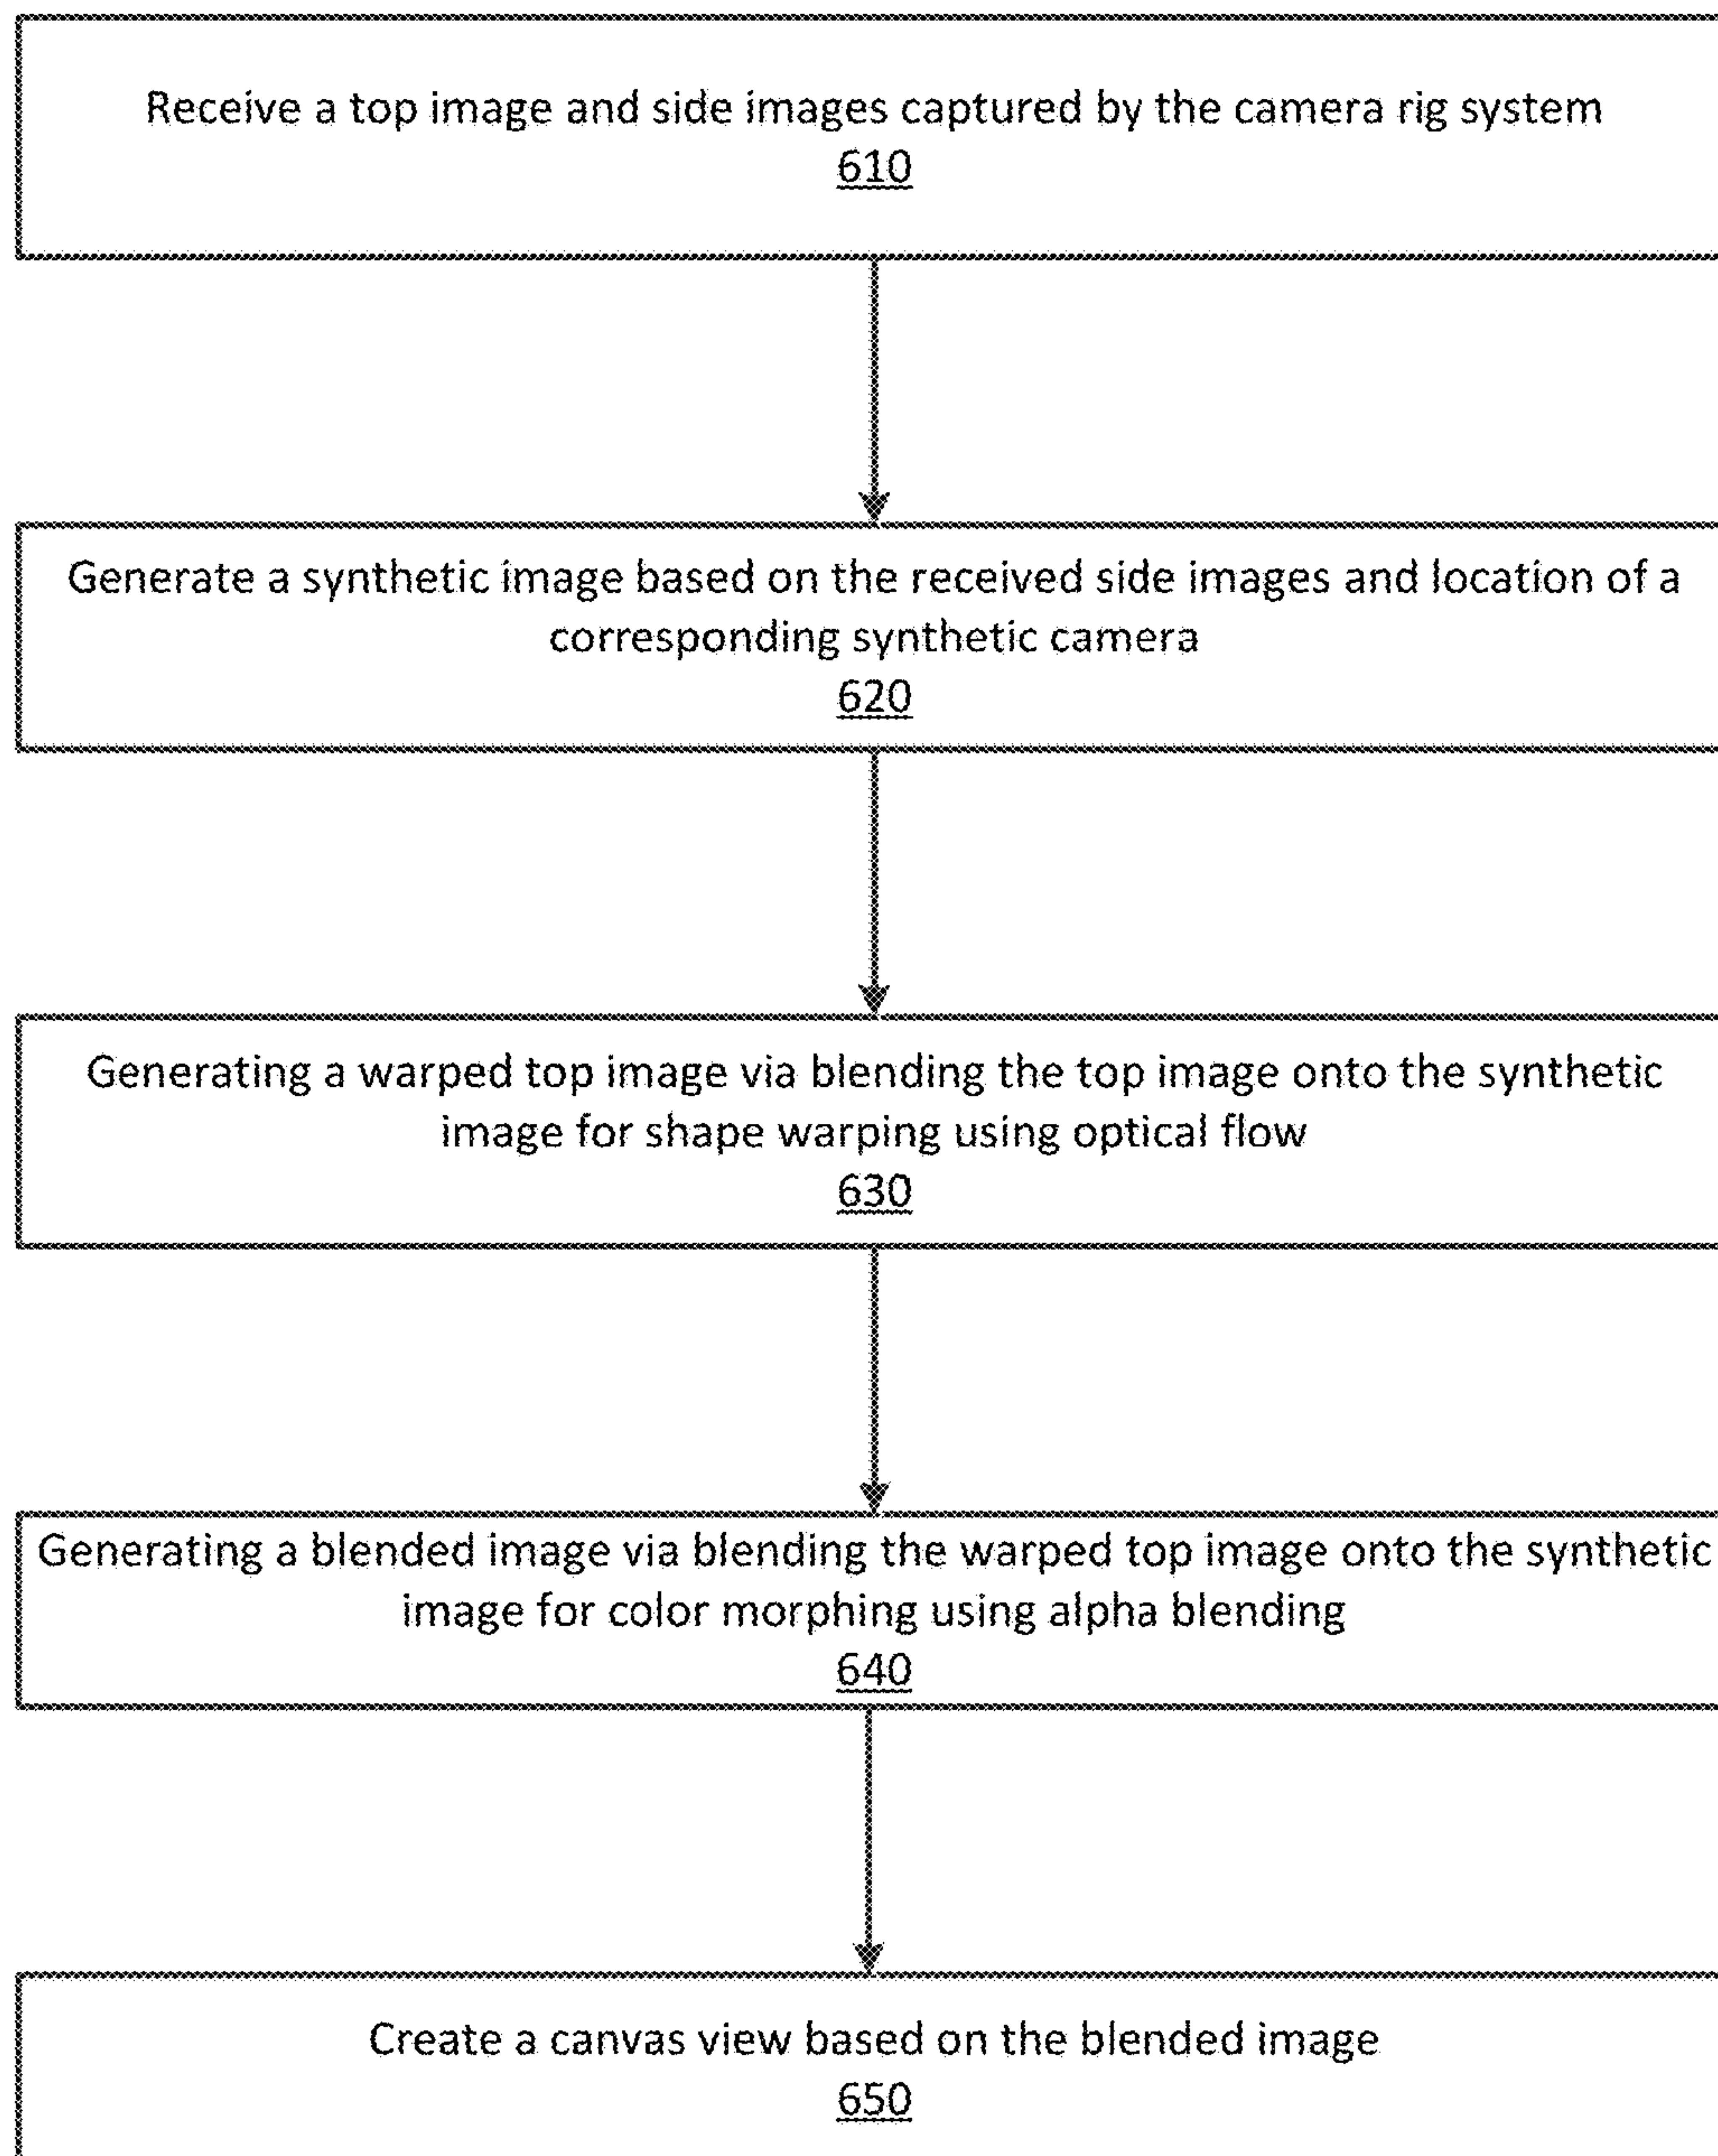 Receive a top image and side images captured by the camera rig system
610
Generate a synthetic image based on the received side images and location of a
corresponding synthetic camera
620
Generating a warped top image via blending the top image onto the synthetic
image for shape warping using optical flow
630
Generating a blended image via blending the warped top image onto the synthetic
image for color morphing using alpha blending
640
Create a canvas view based on the blended image
650